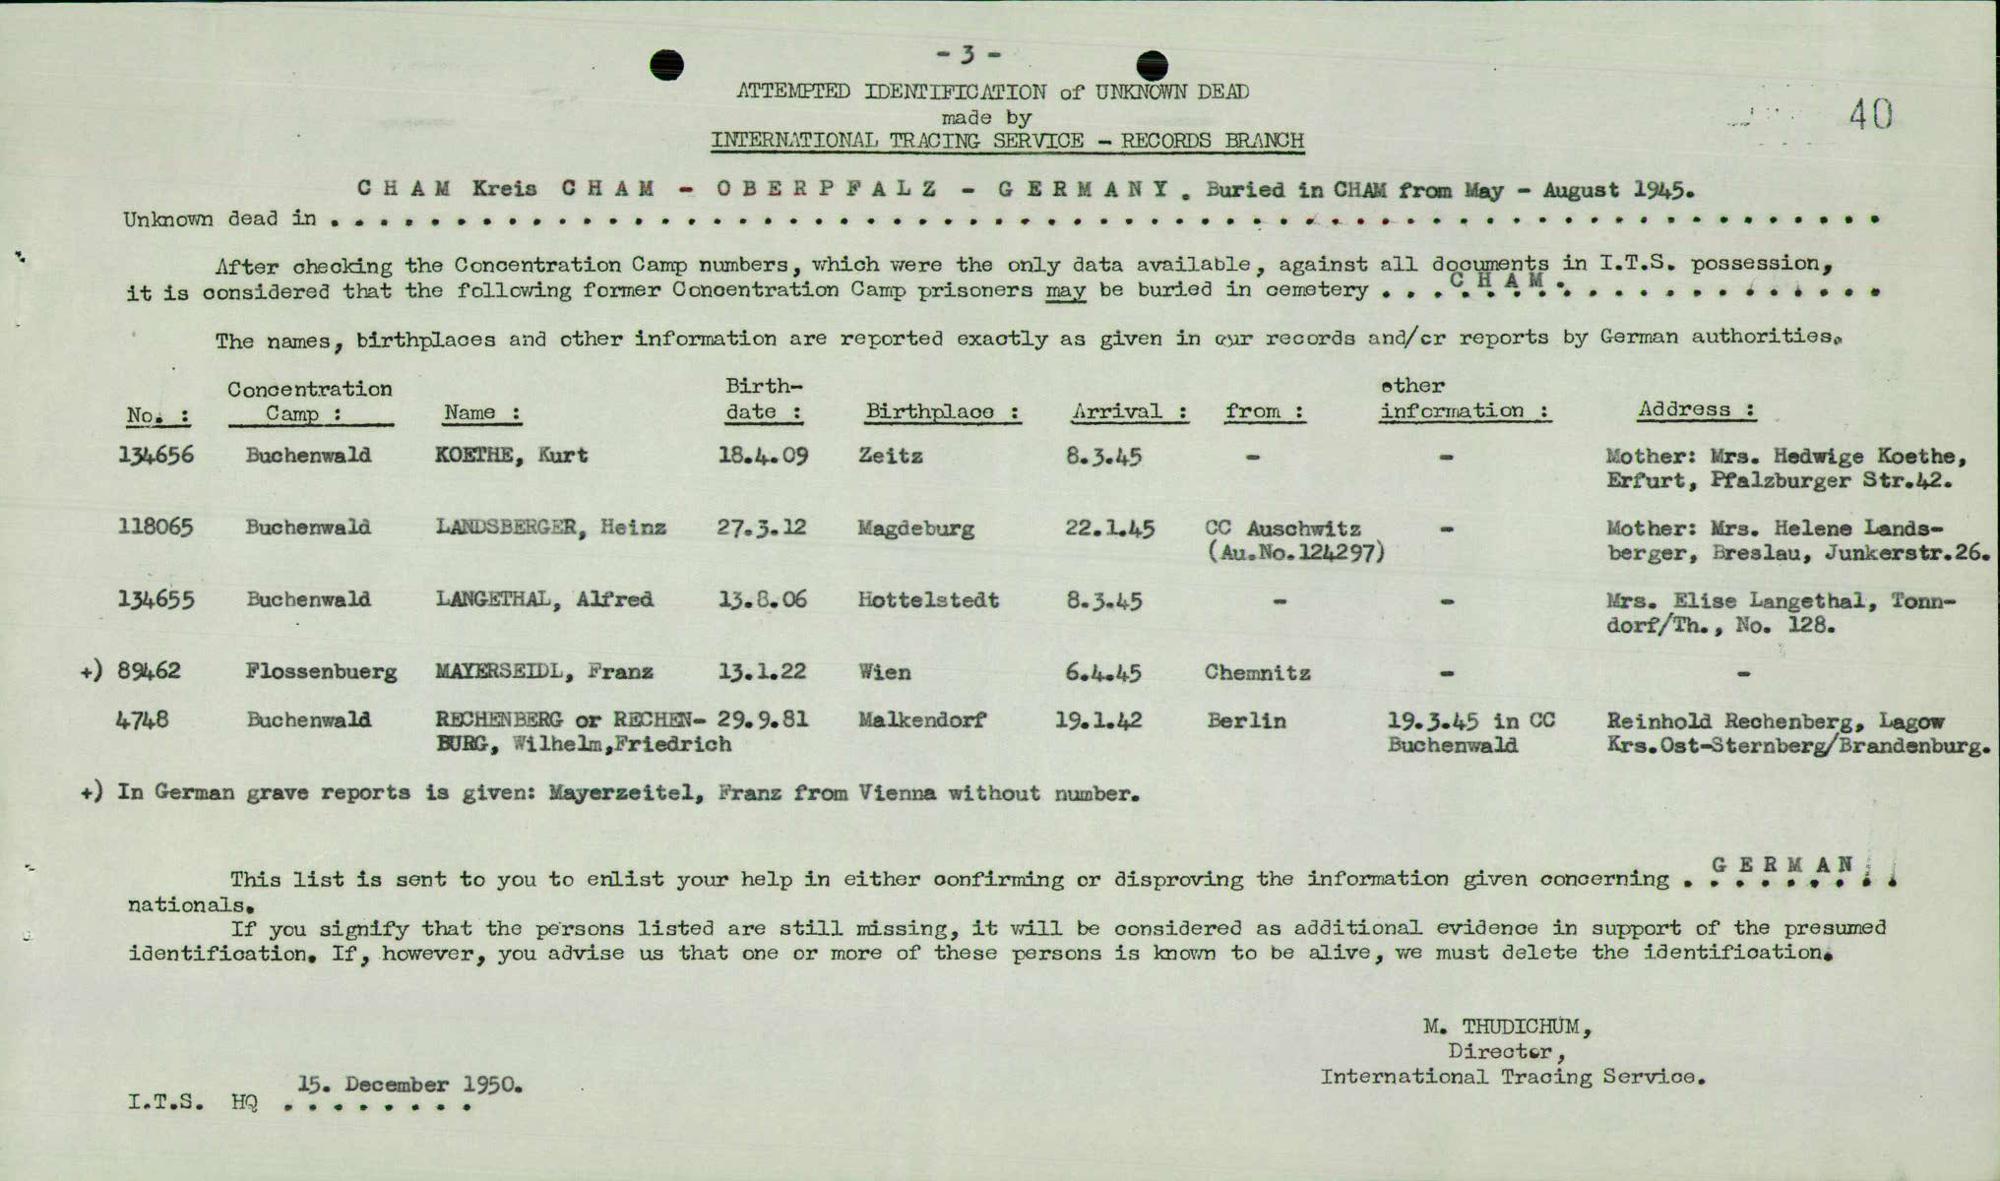 - 3 -
ATTEMPTED IDENTIFICATION of UNKNOWN DEAD
made by
INTERNATIONAL TRACING SERVICE - RECORDS BRANCH
40
C H A M Kreis C H A M - O B E R P F A L Z - G E R M A N Y . Buried in CHAM from May - August 1945.
Unknown dead in . . . . . . . . . . . . . . . . . . . . . . . . . . . . . . . . . . . . . . . . . . . . . . . . . . . . . . . . . . . .
After checking the Concentration Camp numbers, which were the only data available, against all documents in I.T.S. possession,
it is considered that the following former Concentration Camp prisoners may be buried in cemetery . . . C H A M . . . . . . . . . . . . .
The names, birthplaces and other information are reported exactly as given in our records and/or reports by German authorities.
No. : Concentration Camp : Name : Birth-date : Birthplace : Arrival : from : other information : Address :
134656 Buchenwald KOETHE, Kurt 18.4.09 Zeitz 8.3.45 - - Mother: Mrs. Hedwige Koethe,
Erfurt, Pfalzburger Str.42.
118065 Buchenwald LANDSBERGER, Heinz 27.3.12 Magdeburg 22.1.45 CC Auschwitz - Mother: Mrs. Helene Lands-
(Au.No.124297) berger, Breslau, Junkerstr.26.
134655 Buchenwald LANGETHAL, Alfred 13.8.06 Hottelstedt 8.3.45 - - Mrs. Elise Langethal, Tonn-
dorf/Th., No. 128.
+) 89462 Flossenbuerg MAYERSEIDL, Franz 13.1.22 Wien 6.4.45 Chemnitz - -
4748 Buchenwald RECHENBERG or RECHEN- 29.9.81 Malkendorf 19.1.42 Berlin 19.3.45 in CC Reinhold Rechenberg, Lagow
BURG, Wilhelm,Friedrich Buchenwald Krs.Ost-Sternberg/Brandenburg.
+) In German grave reports is given: Mayerzeitel, Franz from Vienna without number.
This list is sent to you to enlist your help in either confirming or disproving the information given concerning . G E R M A N . .
nationals.
If you signify that the persons listed are still missing, it will be considered as additional evidence in support of the presumed
identification. If, however, you advise us that one or more of these persons is known to be alive, we must delete the identification.
M. THUDICHUM,
Director,
International Tracing Service.
15. December 1950.
I.T.S. HQ . . . . . . . .